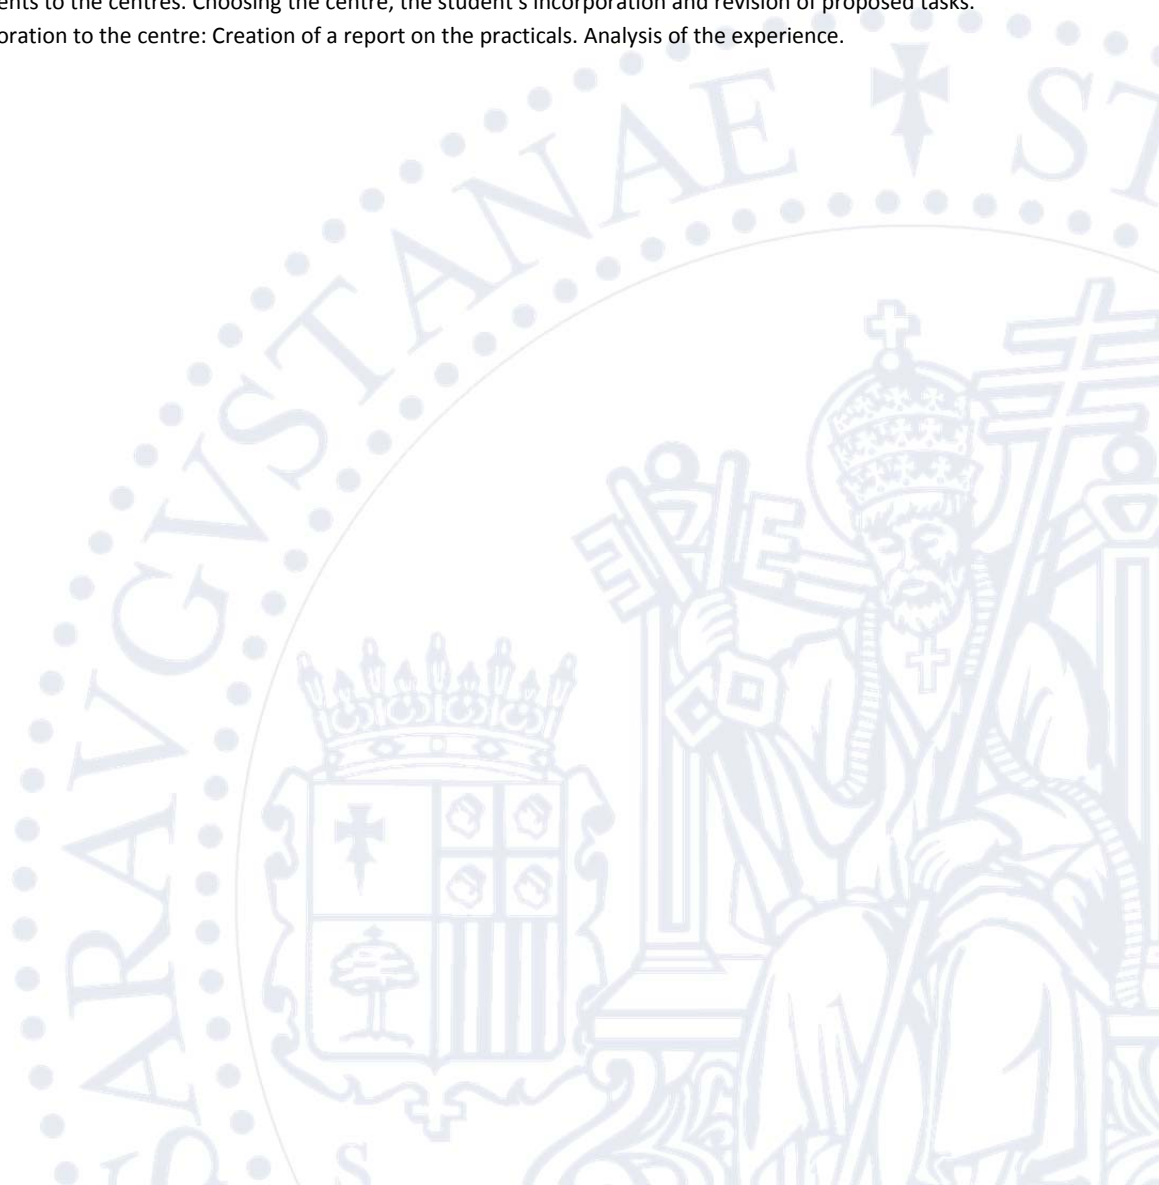 ents to the centres. Choosing the centre, the student's incorporation and revision of proposed tasks.
oration to the centre: Creation of a report on the practicals. Analysis of the experience.
SARAVGVSTANAE ST
S